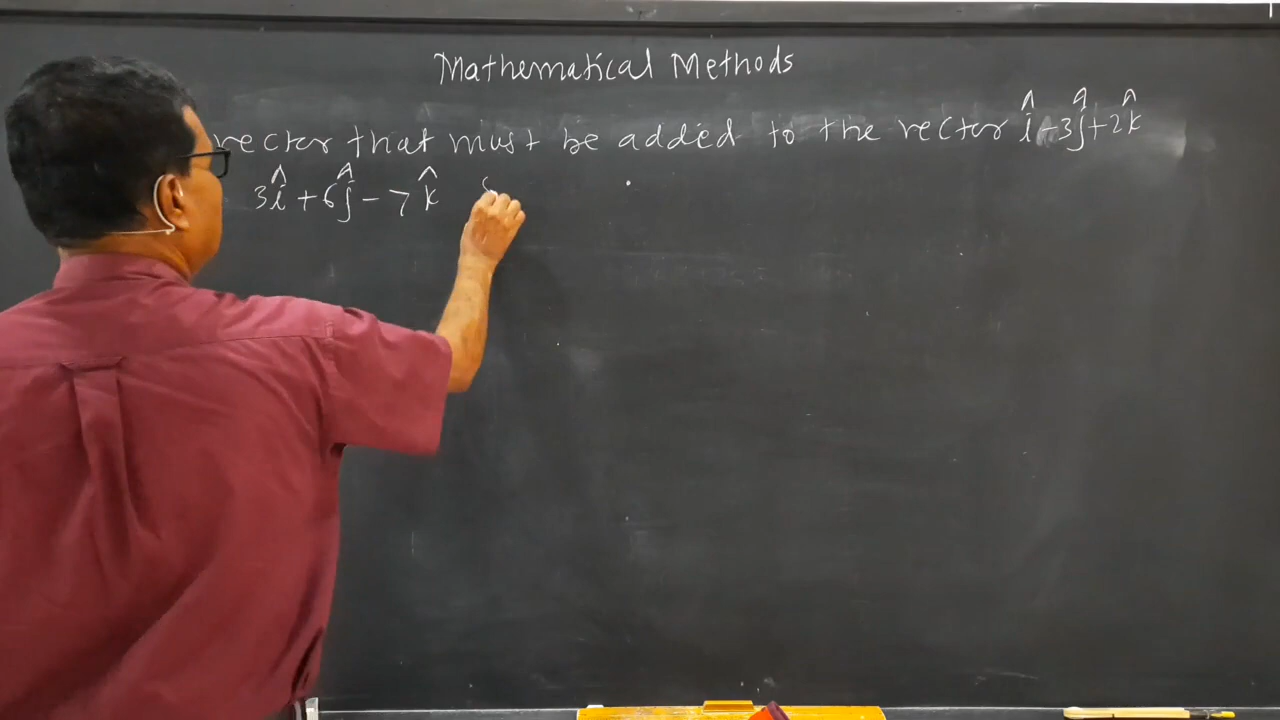 Mathematical Methods
vector that must be added to the vector î - 3ĵ + 2k̂
3î + 6ĵ - 7k̂